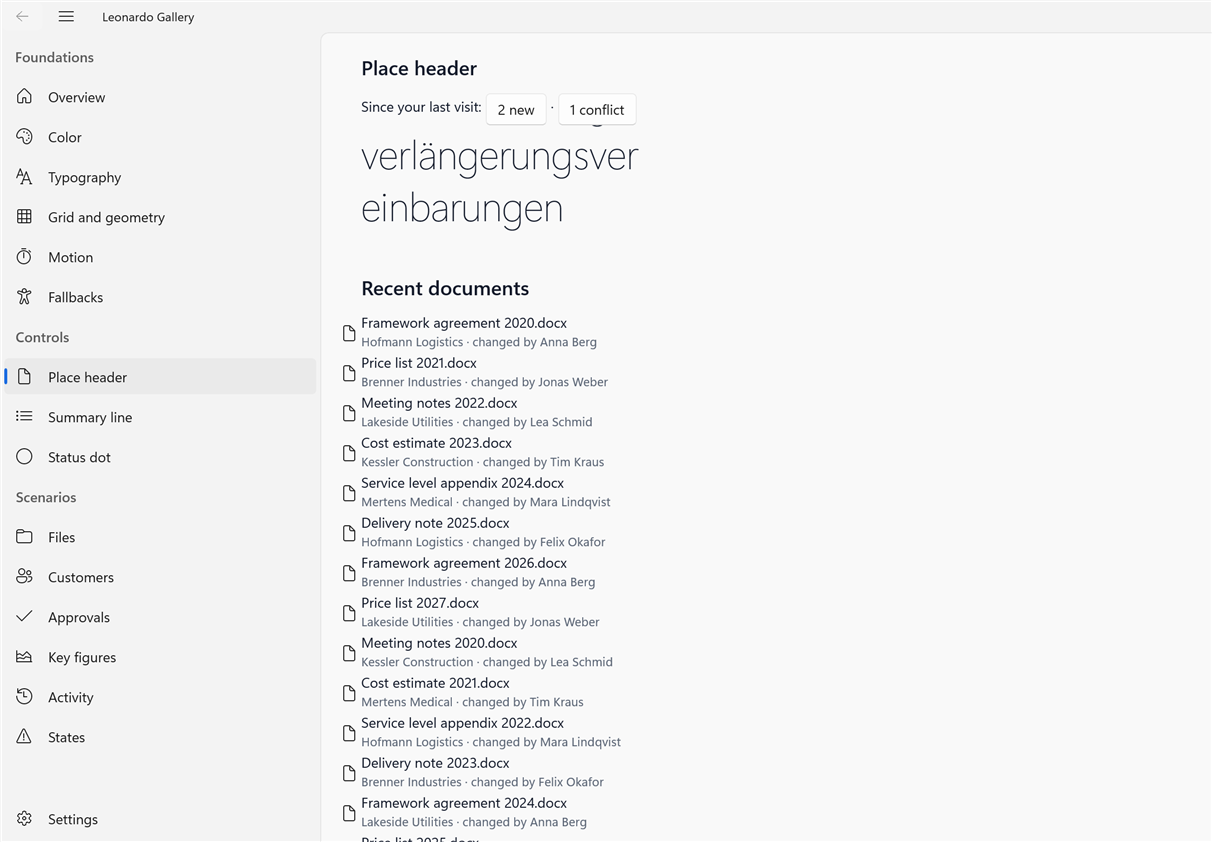 Leonardo Gallery
Foundations
Overview
Color
Typography
Grid and geometry
Motion
Fallbacks
Controls
Place header
Summary line
Status dot
Scenarios
Files
Customers
Approvals
Key figures
Activity
States
Settings
Place header
Since your last visit: 2 new · 1 conflict
verlängerungsver
einbarungen
Recent documents
Framework agreement 2020.docx
Hofmann Logistics · changed by Anna Berg
Price list 2021.docx
Brenner Industries · changed by Jonas Weber
Meeting notes 2022.docx
Lakeside Utilities · changed by Lea Schmid
Cost estimate 2023.docx
Kessler Construction · changed by Tim Kraus
Service level appendix 2024.docx
Mertens Medical · changed by Mara Lindqvist
Delivery note 2025.docx
Hofmann Logistics · changed by Felix Okafor
Framework agreement 2026.docx
Brenner Industries · changed by Anna Berg
Price list 2027.docx
Lakeside Utilities · changed by Jonas Weber
Meeting notes 2020.docx
Kessler Construction · changed by Lea Schmid
Cost estimate 2021.docx
Mertens Medical · changed by Tim Kraus
Service level appendix 2022.docx
Hofmann Logistics · changed by Mara Lindqvist
Delivery note 2023.docx
Brenner Industries · changed by Felix Okafor
Framework agreement 2024.docx
Lakeside Utilities · changed by Anna Berg
Price list 2025.docx